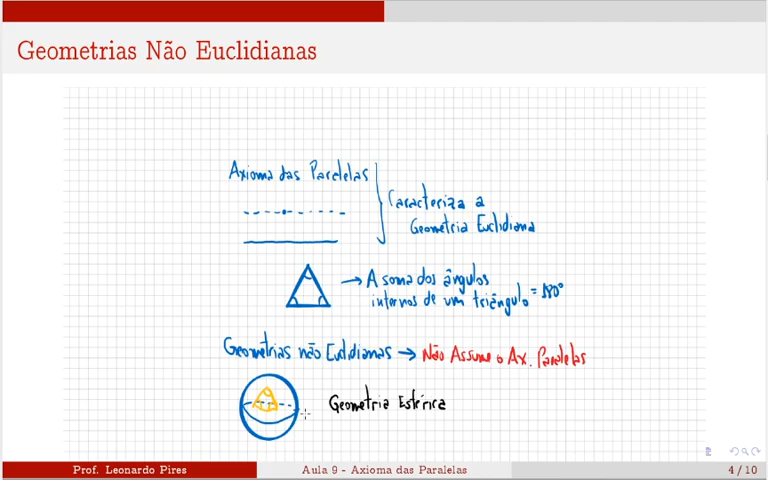 Geometrias Não Euclidianas
Axioma das Paralelas
Caracteriza a
Geometria Euclidiana
→ A soma dos ângulos
internos de um triângulo = 180°
Geometrias não Euclidianas → Não Assume o Ax. Paralelas
Geometria Esférica
Prof. Leonardo Pires
Aula 9 - Axioma das Paralelas
4/10